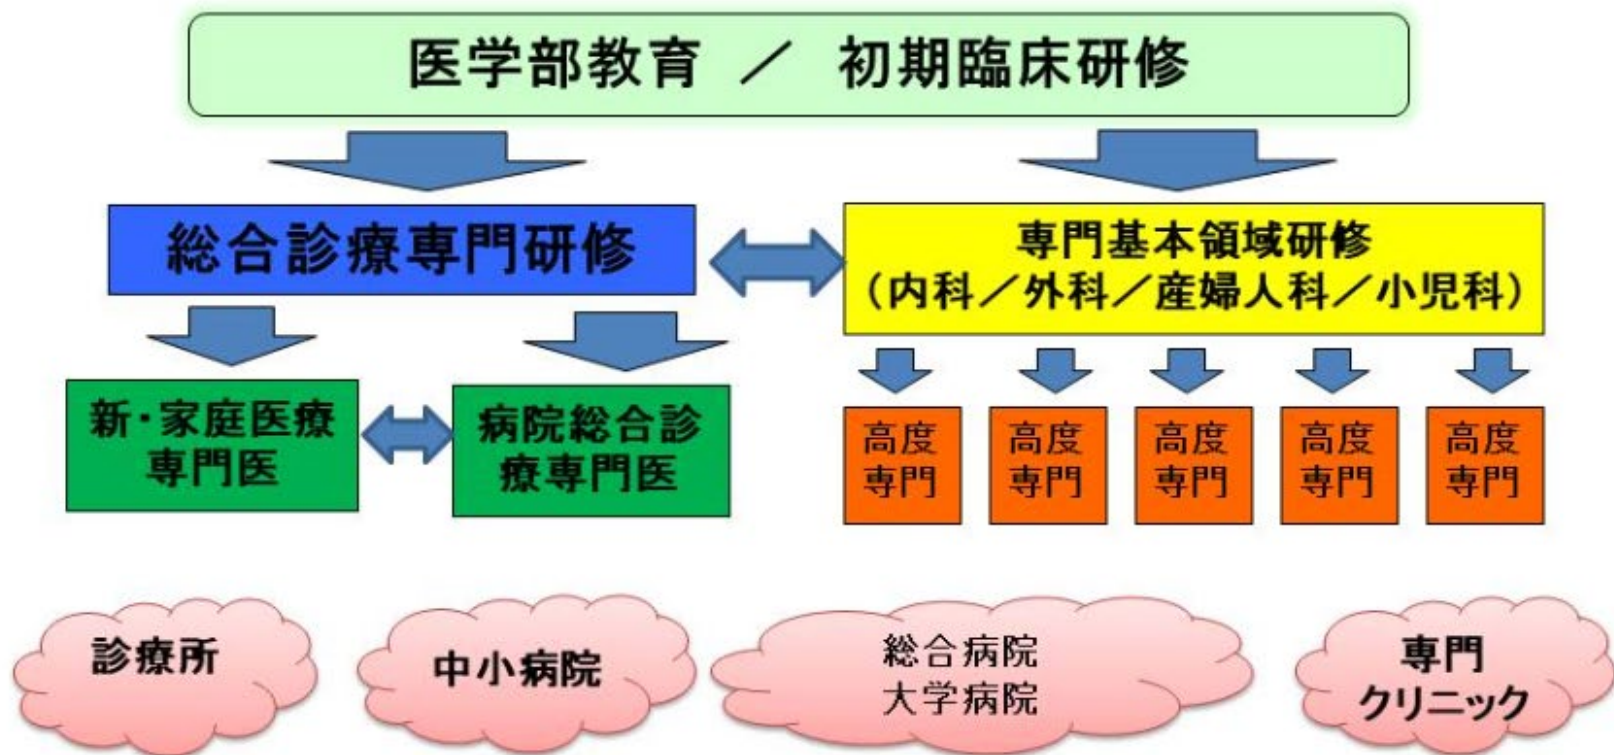 医学部教育 ／ 初期臨床研修
総合診療専門研修
専門基本領域研修
（内科／外科／産婦人科／小児科）
新・家庭医療
専門医
病院総合診
療専門医
高度
専門
高度
専門
高度
専門
高度
専門
高度
専門
診療所
中小病院
総合病院
大学病院
専門
クリニック